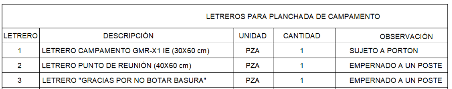 LETREROS PARA PLANCHADA DE CAMPAMENTO
LETRERO DESCRIPCIÓN UNIDAD CANTIDAD OBSERVACIÓN
1 LETRERO CAMPAMENTO GMR-X1 IE (30X60 cm) PZA 1 SUJETO A PORTON
2 LETRERO PUNTO DE REUNIÓN (40X60 cm) PZA 1 EMPERNADO A UN POSTE
3 LETRERO "GRACIAS POR NO BOTAR BASURA" PZA 1 EMPERNADO A UN POSTE